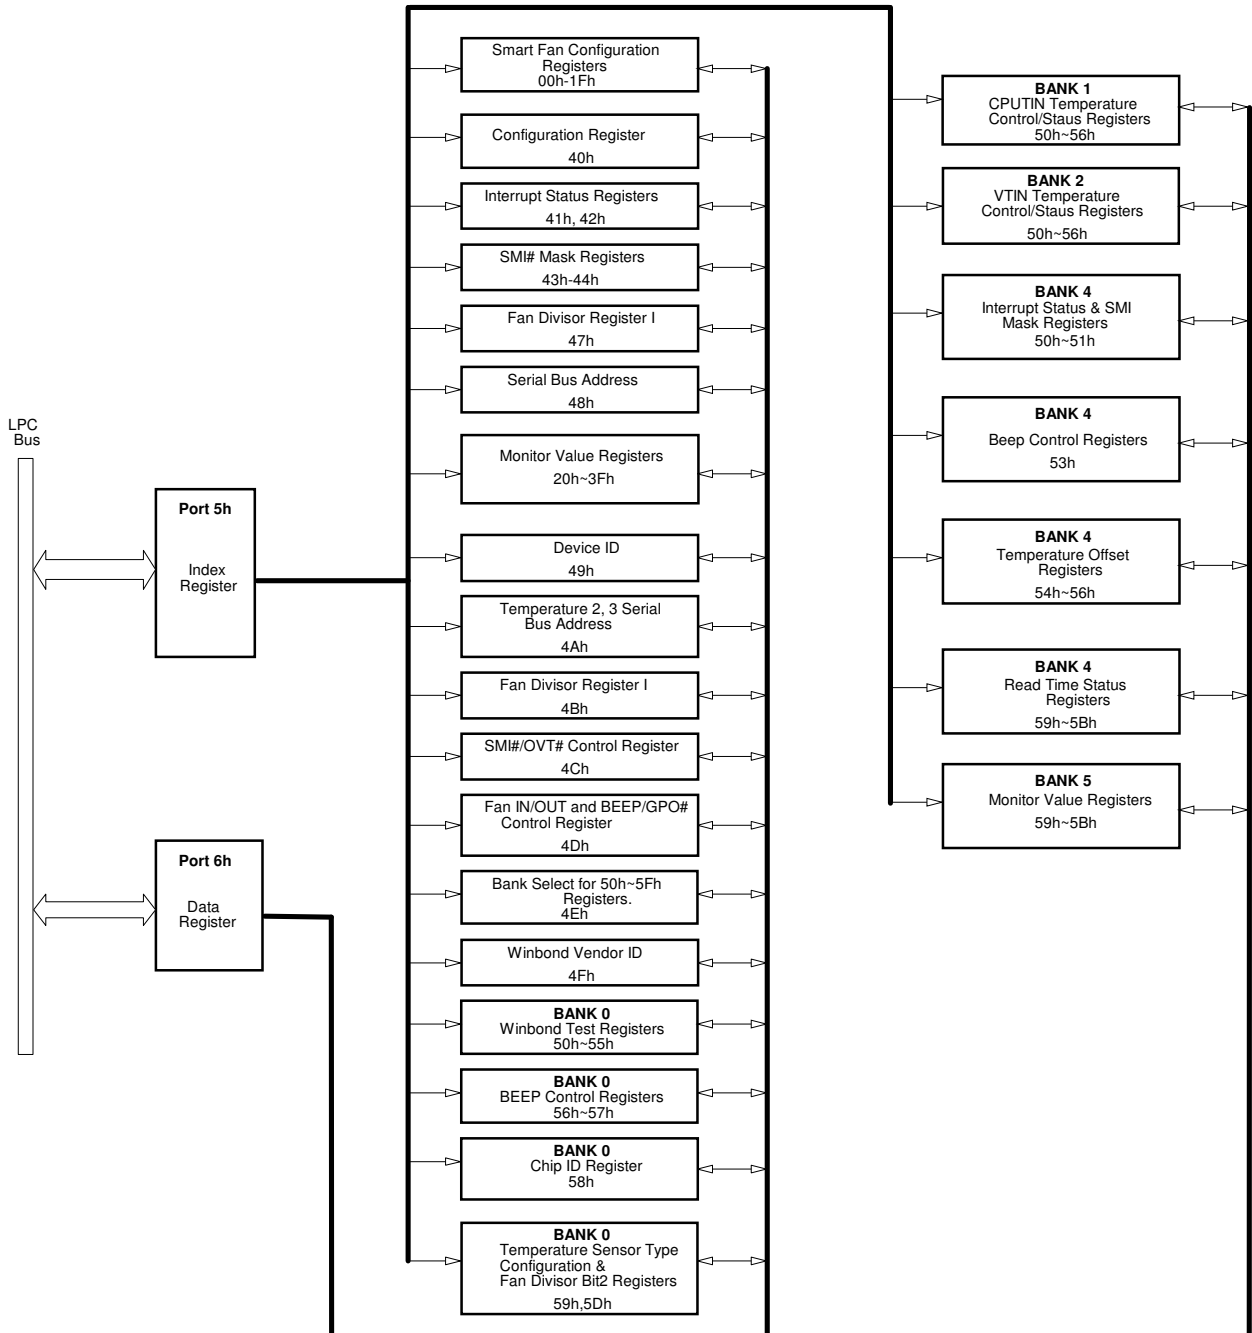 LPC
Bus
Port 5h
Index
Register
Port 6h
Data
Register
Smart Fan Configuration
Registers
00h-1Fh
Configuration Register
40h
Interrupt Status Registers
41h, 42h
SMI# Mask Registers
43h-44h
Fan Divisor Register I
47h
Serial Bus Address
48h
Monitor Value Registers
20h~3Fh
Device ID
49h
Temperature 2, 3 Serial
Bus Address
4Ah
Fan Divisor Register I
4Bh
SMI#/OVT# Control Register
4Ch
Fan IN/OUT and BEEP/GPO#
Control Register
4Dh
Bank Select for 50h~5Fh
Registers.
4Eh
Winbond Vendor ID
4Fh
BANK 0
Winbond Test Registers
50h~55h
BANK 0
BEEP Control Registers
56h~57h
BANK 0
Chip ID Register
58h
BANK 0
Temperature Sensor Type
Configuration &
Fan Divisor Bit2 Registers
59h,5Dh
BANK 1
CPUTIN Temperature
Control/Staus Registers
50h~56h
BANK 2
VTIN Temperature
Control/Staus Registers
50h~56h
BANK 4
Interrupt Status & SMI
Mask Registers
50h~51h
BANK 4
Beep Control Registers
53h
BANK 4
Temperature Offset
Registers
54h~56h
BANK 4
Read Time Status
Registers
59h~5Bh
BANK 5
Monitor Value Registers
59h~5Bh